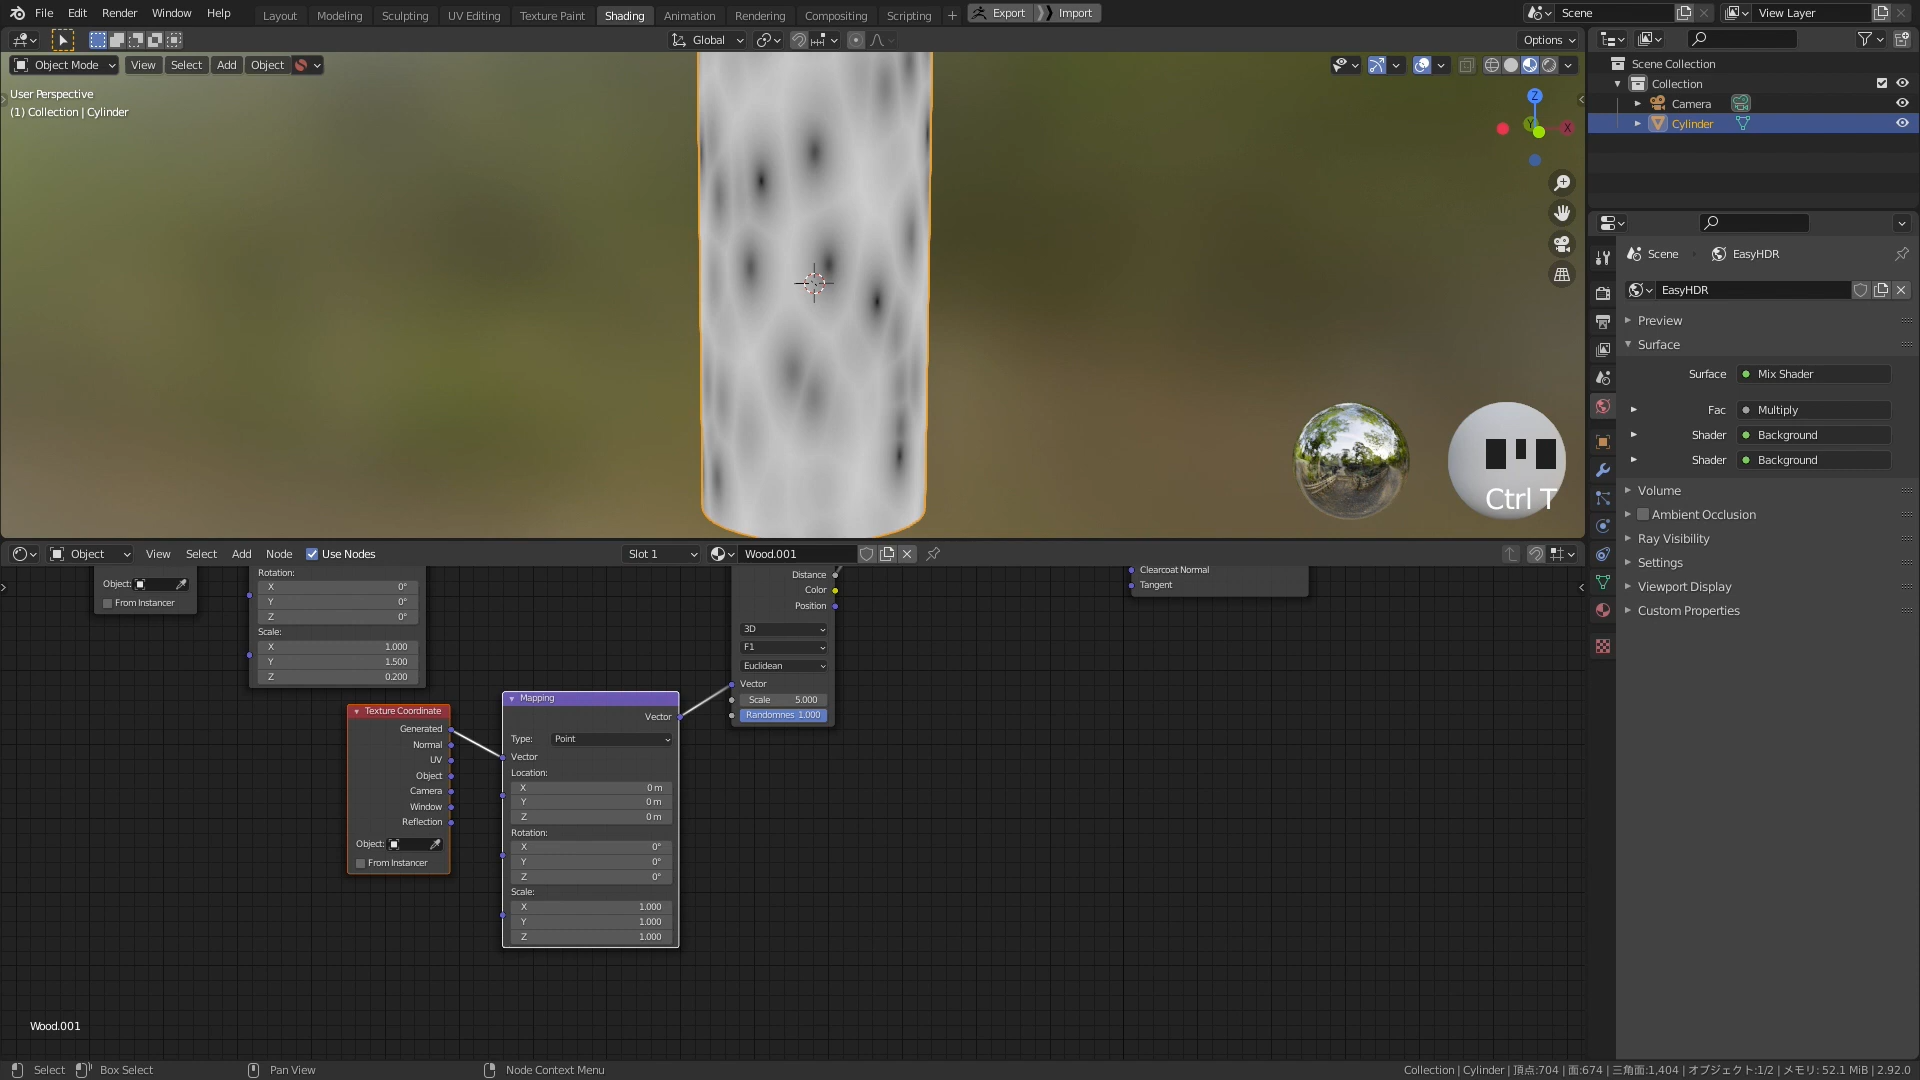 File Edit Render Window Help Layout Modeling Sculpting UV Editing Texture Paint Shading Animation Rendering Compositing Scripting + Export Import Scene View Layer
Global Options
Object Mode View Select Add Object
User Perspective
(1) Collection | Cylinder
Z
Y
X
Ctrl T
Scene Collection
Collection
Camera
Cylinder
Scene EasyHDR
EasyHDR
Preview
Surface
Surface Mix Shader
Fac Multiply
Shader Background
Shader Background
Volume
Ambient Occlusion
Ray Visibility
Settings
Viewport Display
Custom Properties
Object View Select Add Node Use Nodes Slot 1 Wood.001
Object:
From Instancer
Rotation:
X 0°
Y 0°
Z 0°
Scale:
X 1.000
Y 1.500
Z 0.200
Distance
Color
Position
3D
F1
Euclidean
Vector
Scale 5.000
Randomnes 1.000
Clearcoat Normal
Tangent
Texture Coordinate
Generated
Normal
UV
Object
Camera
Window
Reflection
Object:
From Instancer
Mapping
Vector
Type: Point
Vector
Location:
X 0 m
Y 0 m
Z 0 m
Rotation:
X 0°
Y 0°
Z 0°
Scale:
X 1.000
Y 1.000
Z 1.000
Wood.001
Select Box Select Pan View Node Context Menu Collection | Cylinder | 頂点:704 | 面:674 | 三角面:1,404 | オブジェクト:1/2 | メモリ: 52.1 MiB | 2.92.0